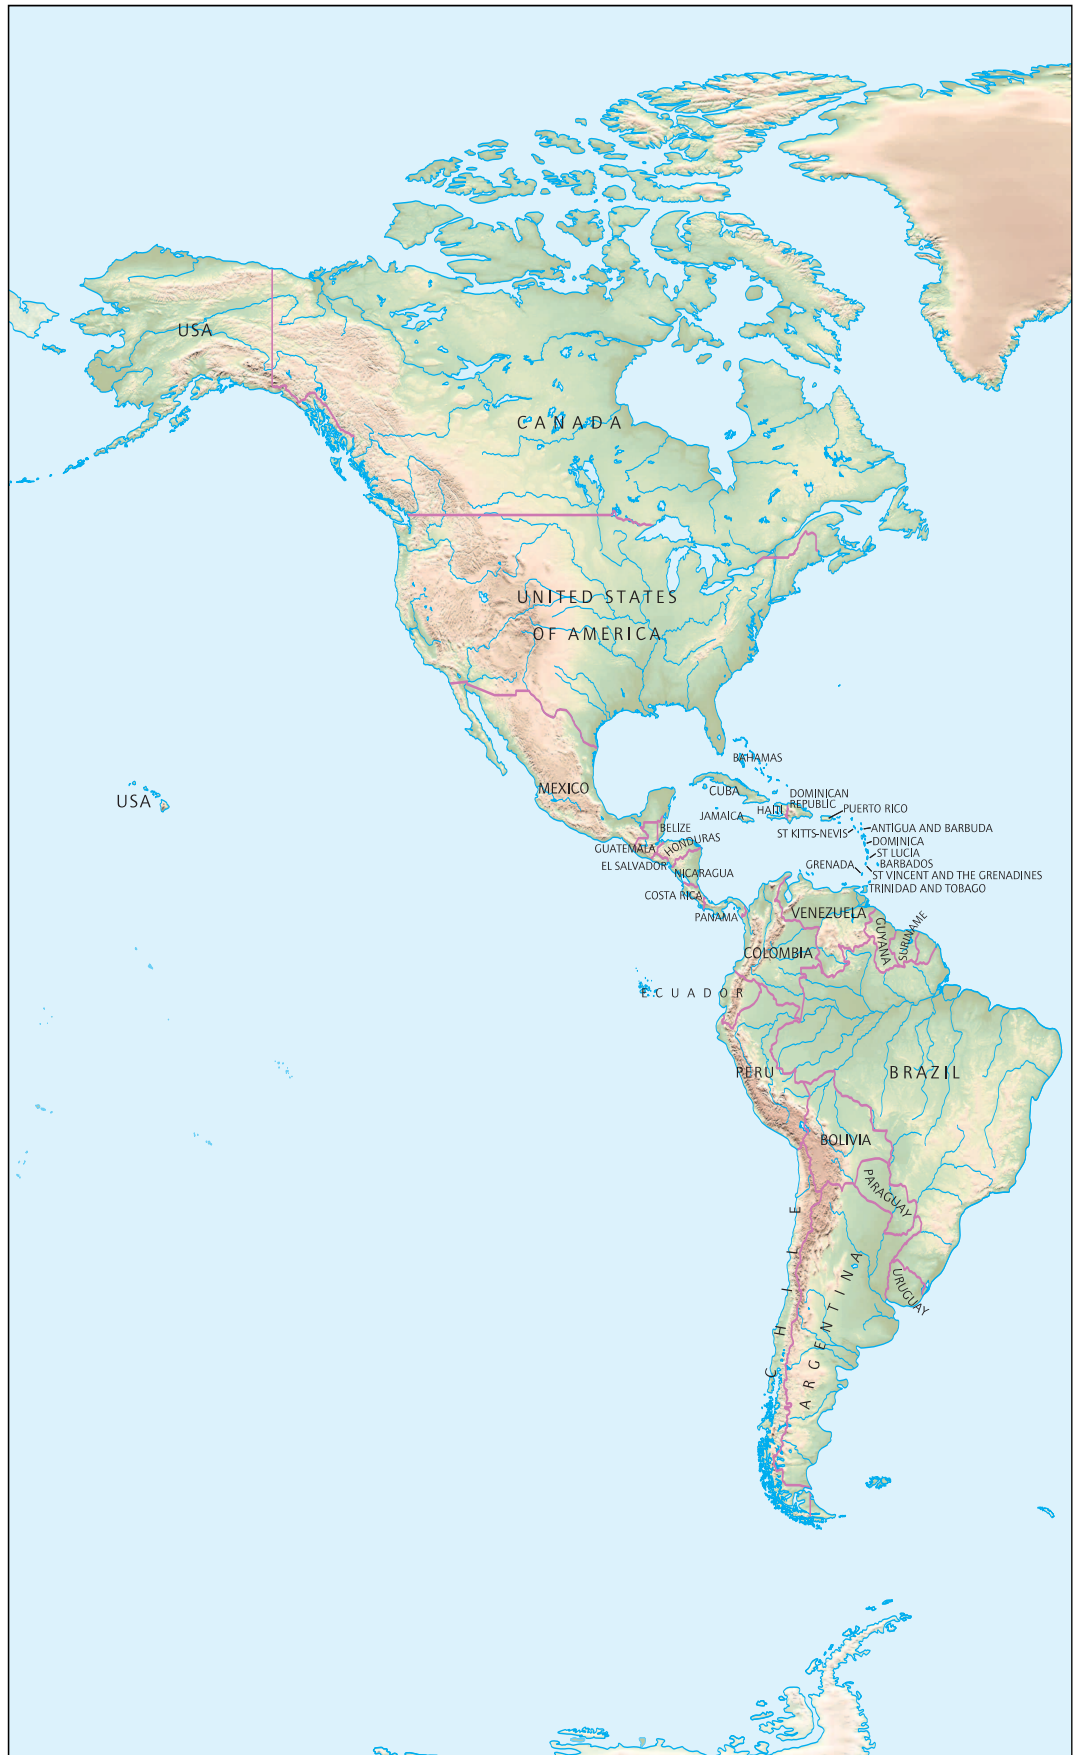 USA
CANADA
UNITED STATES
OF AMERICA
BAHAMAS
USA
MEXICO
CUBA
DOMINICAN
REPUBLIC
HAITI
PUERTO RICO
JAMAICA
BELIZE
ST KITTS-NEVIS
ANTIGUA AND BARBUDA
DOMINICA
GUATEMALA
HONDURAS
ST LUCIA
EL SALVADOR
GRENADA
BARBADOS
NICARAGUA
ST VINCENT AND THE GRENADINES
TRINIDAD AND TOBAGO
COSTA RICA
PANAMA
VENEZUELA
GUYANA
SURINAME
COLOMBIA
ECUADOR
PERU
BRAZIL
BOLIVIA
PARAGUAY
CHILE
ARGENTINA
URUGUAY